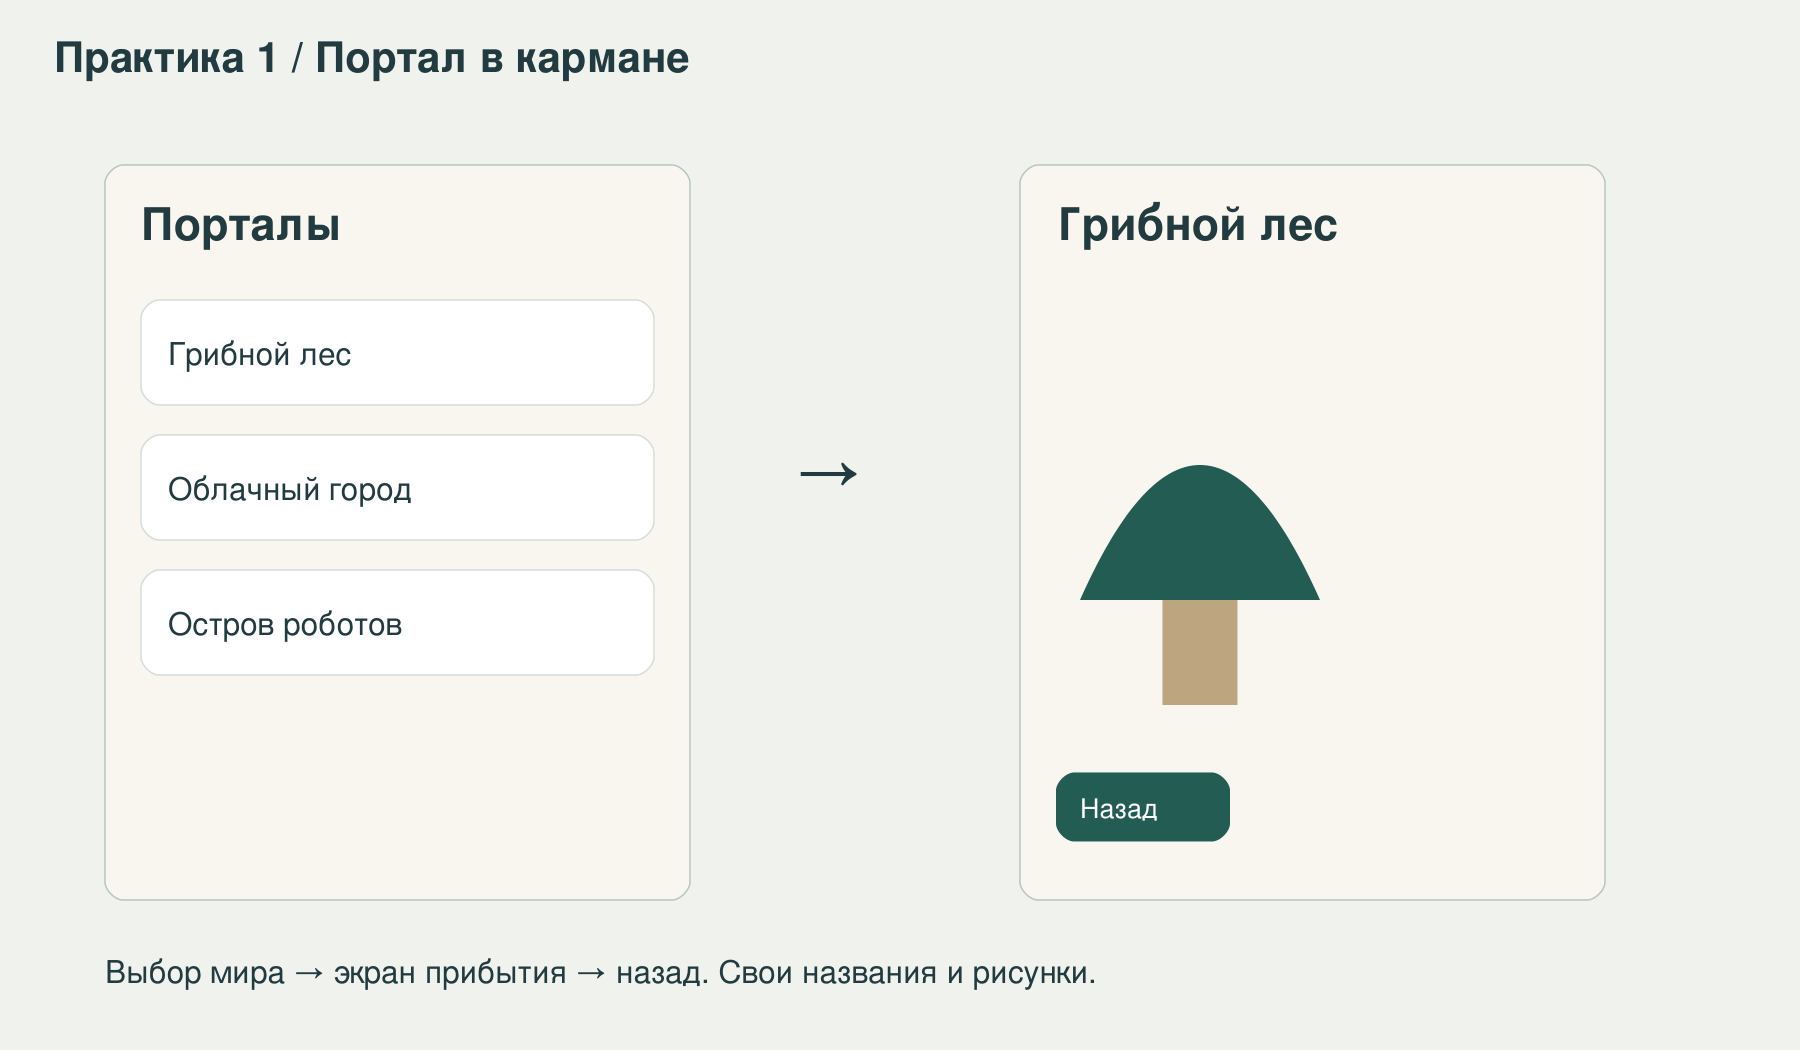 Практика 1 / Портал в кармане
Порталы
Грибной лес
Облачный город
Остров роботов
→
Грибной лес
Назад
Выбор мира → экран прибытия → назад. Свои названия и рисунки.